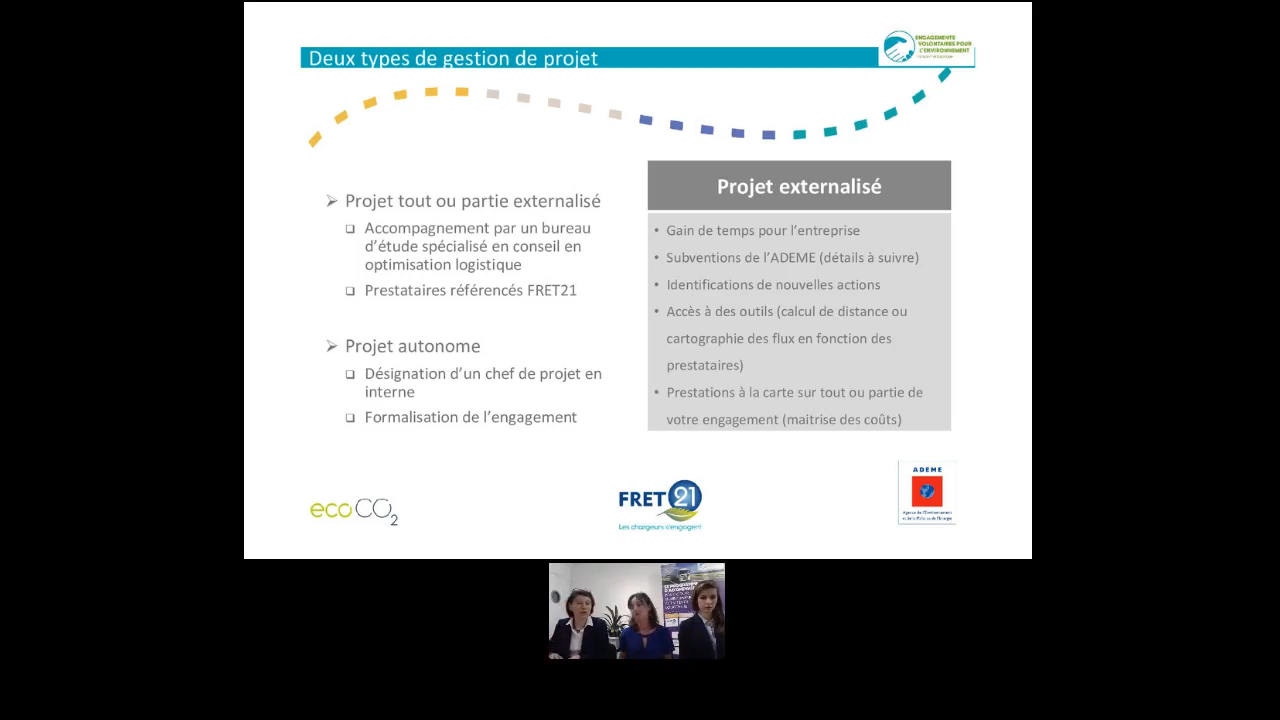 Deux types de gestion de projet
ENGAGEMENTS
VOLONTAIRES POUR
L'ENVIRONNEMENT
➢ Projet tout ou partie externalisé
❑ Accompagnement par un bureau
d'étude spécialisé en conseil en
optimisation logistique
❑ Prestataires référencés FRET21
➢ Projet autonome
❑ Désignation d'un chef de projet en
interne
❑ Formalisation de l'engagement
Projet externalisé
• Gain de temps pour l'entreprise
• Subventions de l'ADEME (détails à suivre)
• Identifications de nouvelles actions
• Accès à des outils (calcul de distance ou
cartographie des flux en fonction des
prestataires)
• Prestations à la carte sur tout ou partie de
votre engagement (maitrise des coûts)
ecoCO2
FRET 21
Les chargeurs s'engagent
ADEME
Agence de l'Environnement
et de la Maîtrise de l'Energie
LE PROGRAMME